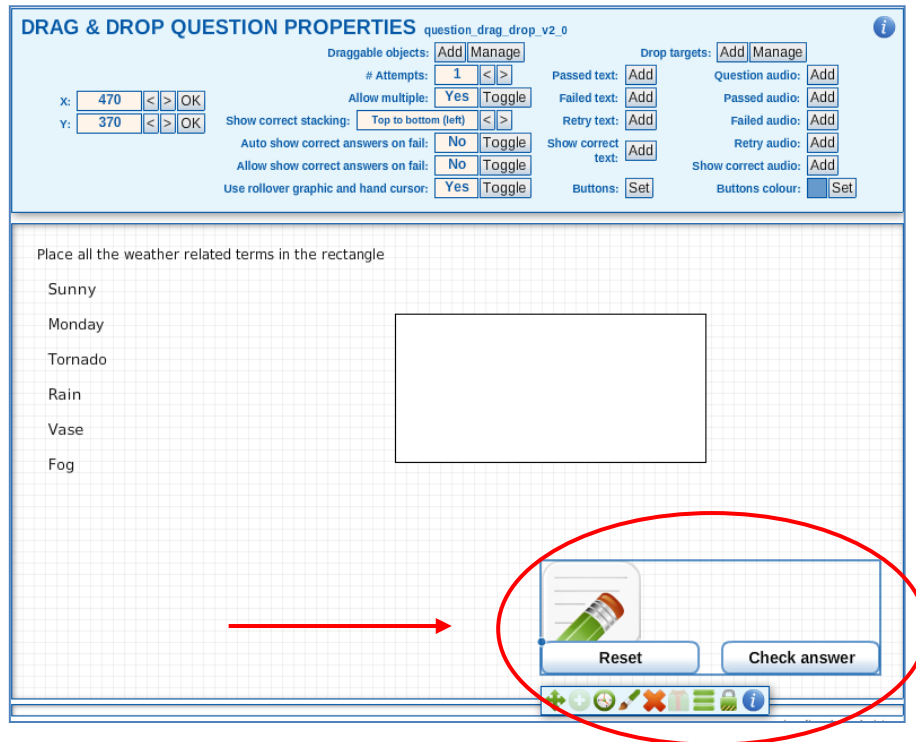 DRAG & DROP QUESTION PROPERTIES question_drag_drop_v2_0 i
Draggable objects: Add Manage Drop targets: Add Manage
# Attempts: 1 < > Passed text: Add Question audio: Add
X: 470 < > OK Allow multiple: Yes Toggle Failed text: Add Passed audio: Add
Y: 370 < > OK Show correct stacking: Top to bottom (left) < > Retry text: Add Failed audio: Add
Auto show correct answers on fail: No Toggle Show correct text: Add Retry audio: Add
Allow show correct answers on fail: No Toggle Show correct audio: Add
Use rollover graphic and hand cursor: Yes Toggle Buttons: Set Buttons colour: Set
Place all the weather related terms in the rectangle
Sunny
Monday
Tornado
Rain
Vase
Fog
Reset Check answer
i